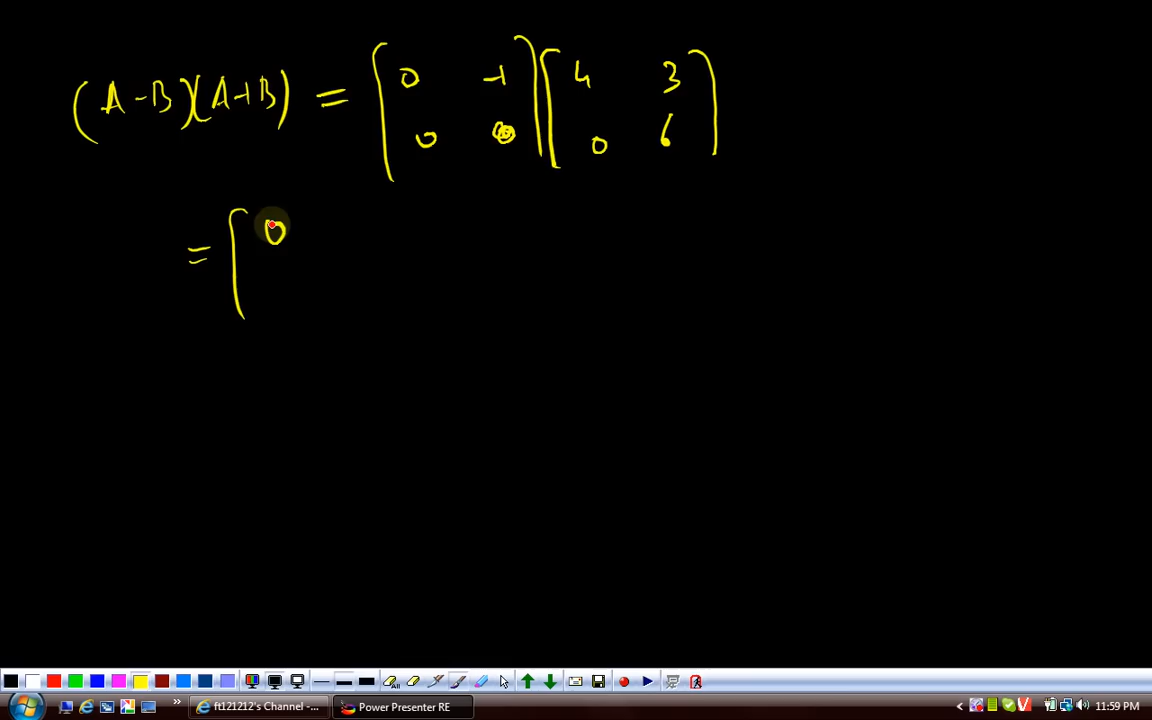 (A-B)(A+B) = [0 -1 0 0] [4 3 0 6]
= [0
ft121212's Channel -...
Power Presenter RE
11:59 PM